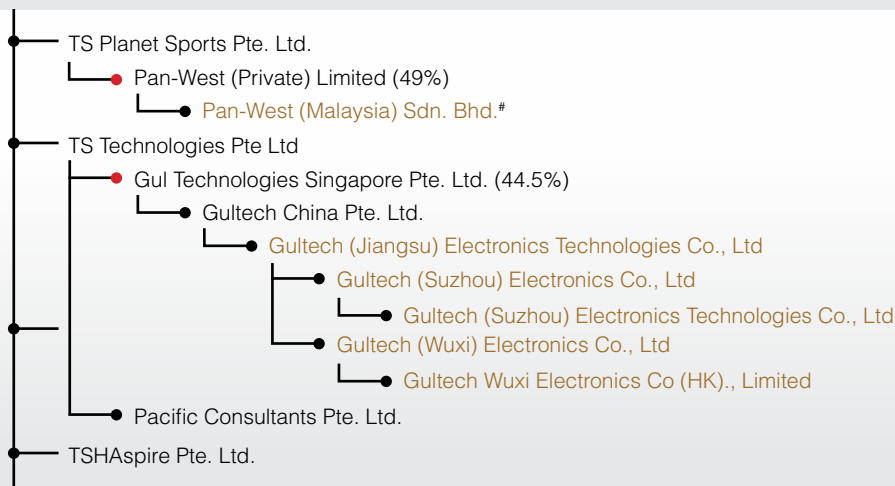 TS Planet Sports Pte. Ltd.
Pan-West (Private) Limited (49%)
Pan-West (Malaysia) Sdn. Bhd.#
TS Technologies Pte Ltd
Gul Technologies Singapore Pte. Ltd. (44.5%)
Gultech China Pte. Ltd.
Gultech (Jiangsu) Electronics Technologies Co., Ltd
Gultech (Suzhou) Electronics Co., Ltd
Gultech (Suzhou) Electronics Technologies Co., Ltd
Gultech (Wuxi) Electronics Co., Ltd
Gultech Wuxi Electronics Co (HK)., Limited
Pacific Consultants Pte. Ltd.
TSHAspire Pte. Ltd.